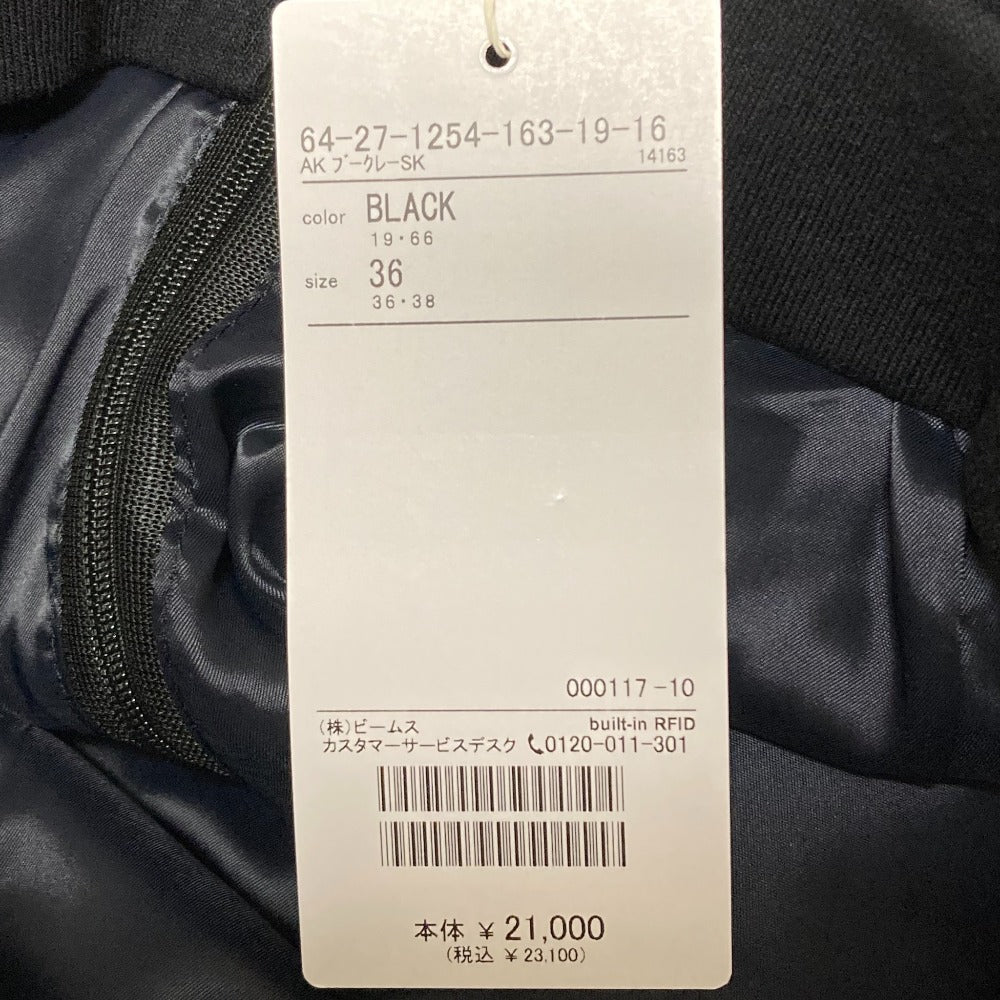 64-27-1254-163-19-16
AK ブークレーSK 14163
color BLACK
19・66
size 36
36・38
000117-10
(株)ビームス built-in RFID
カスタマーサービスデスク 0120-011-301
本体 ¥ 21,000
(税込 ¥ 23,100)